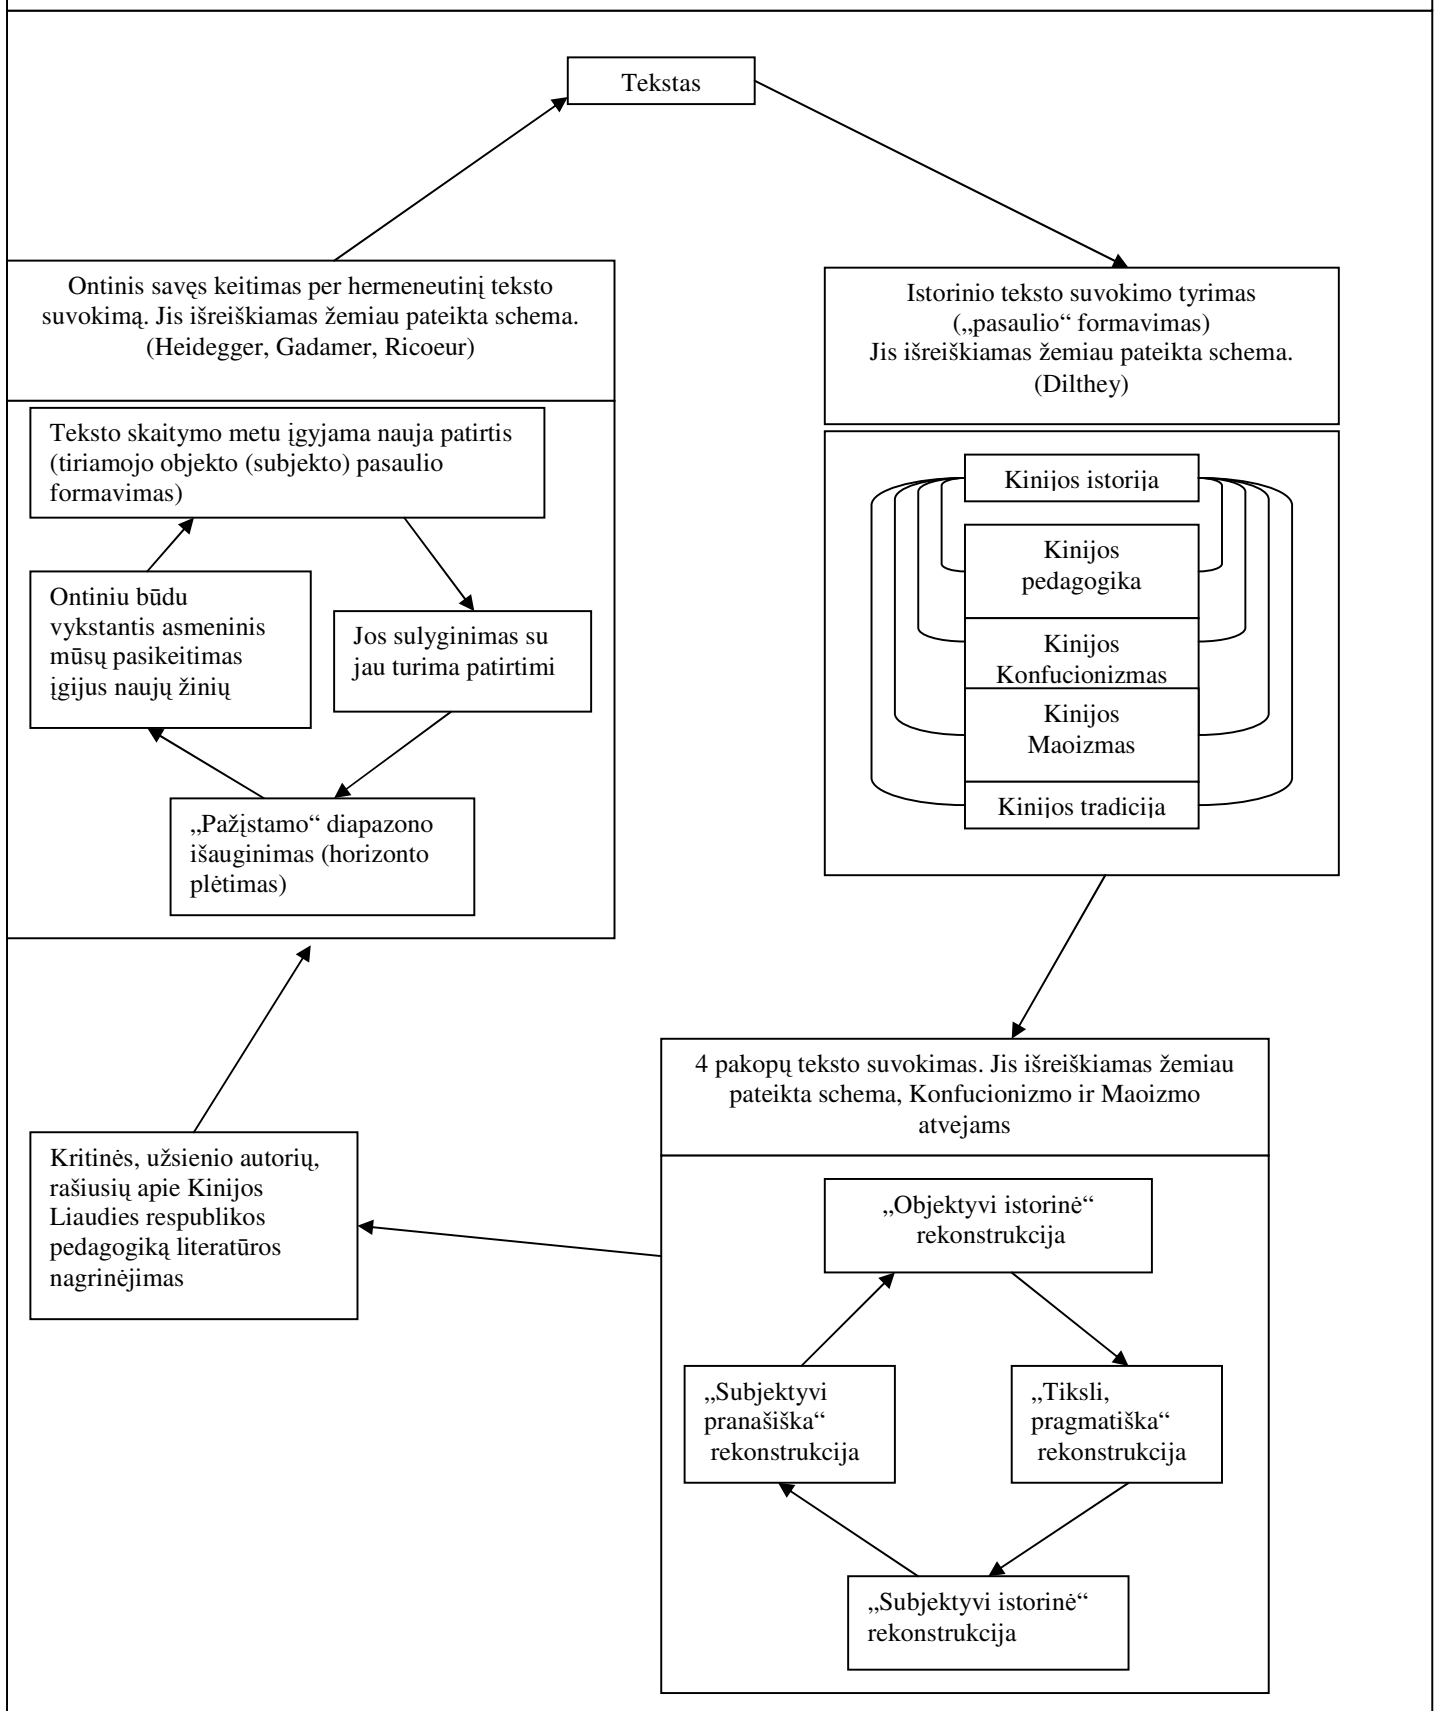 Tekstas
Ontinis savęs keitimas per hermeneutinį teksto
suvokimą. Jis išreiškiamas žemiau pateikta schema.
(Heidegger, Gadamer, Ricoeur)
Teksto skaitymo metu įgyjama nauja patirtis
(tiriamojo objekto (subjekto) pasaulio
formavimas)
Ontiniu būdu
vykstantis asmeninis
mūsų pasikeitimas
įgijus naujų žinių
Jos sulyginimas su
jau turima patirtimi
„Pažįstamo“ diapazono
išauginimas (horizonto
plėtimas)
Istorinio teksto suvokimo tyrimas
(„pasaulio“ formavimas)
Jis išreiškiamas žemiau pateikta schema.
(Dilthey)
Kinijos istorija
Kinijos
pedagogika
Kinijos
Konfucionizmas
Kinijos
Maoizmas
Kinijos tradicija
4 pakopų teksto suvokimas. Jis išreiškiamas žemiau
pateikta schema, Konfucionizmo ir Maoizmo
atvejams
Kritinės, užsienio autorių,
rašiusių apie Kinijos
Liaudies respublikos
pedagogiką literatūros
nagrinėjimas
„Objektyvi istorinė“
rekonstrukcija
„Subjektyvi
pranašiška“
rekonstrukcija
„Tiksli,
pragmatiška“
rekonstrukcija
„Subjektyvi istorinė“
rekonstrukcija